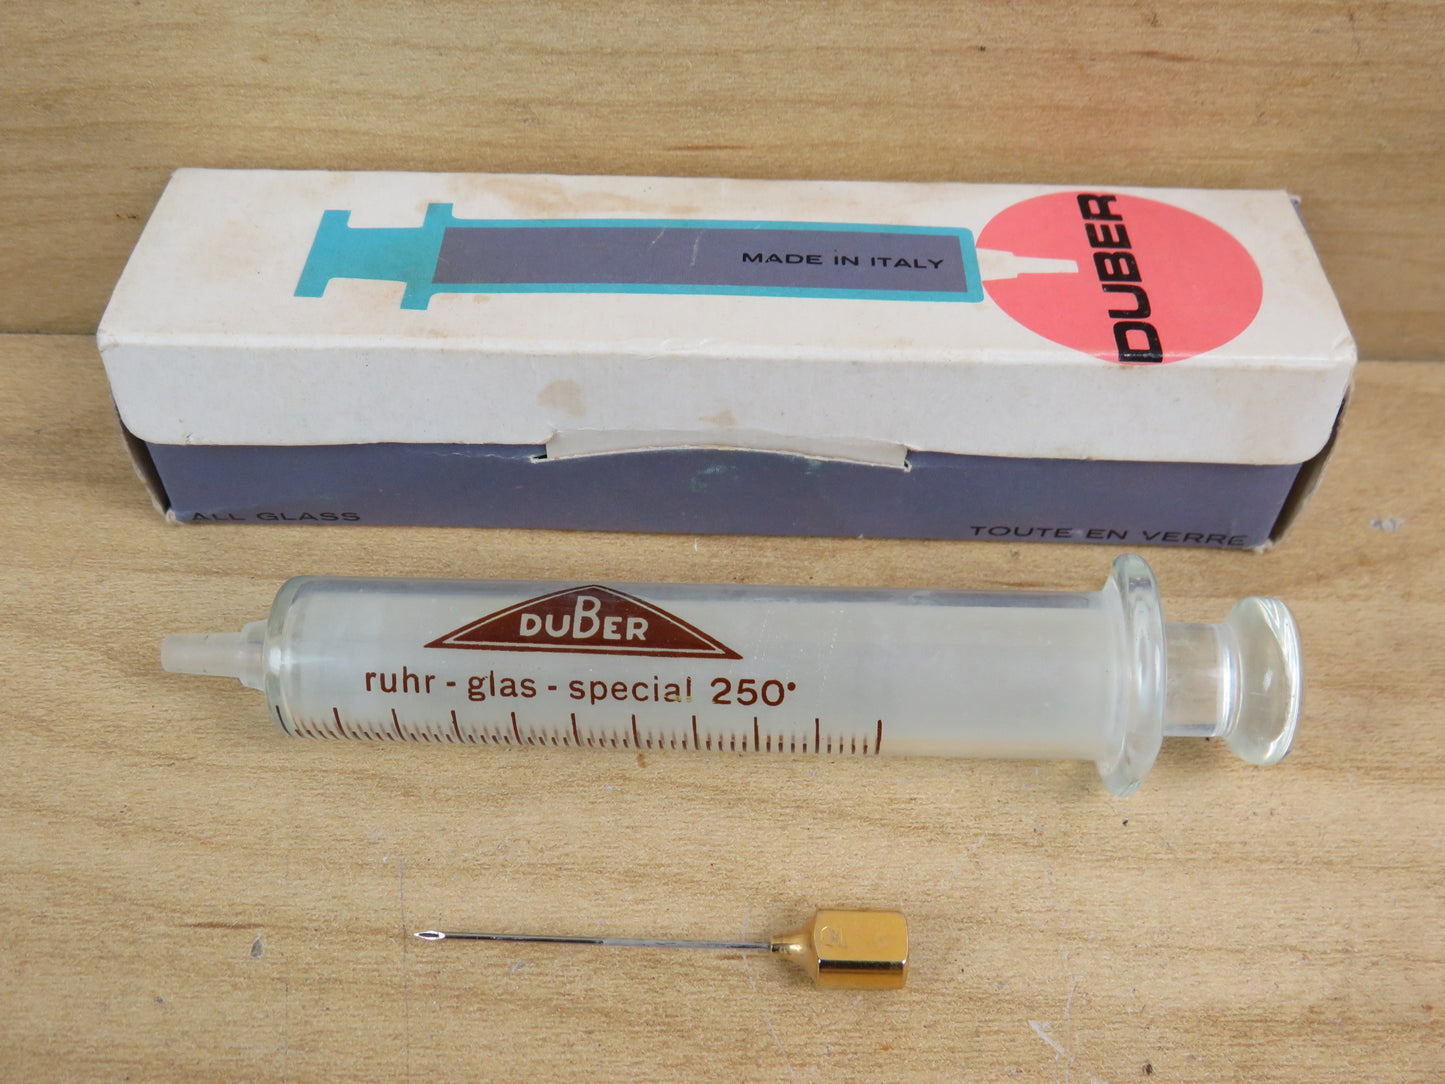 MADE IN ITALY
DUBER
ALL GLASS
TOUTE EN VERRE
DUBER
ruhr - glas - special 250°